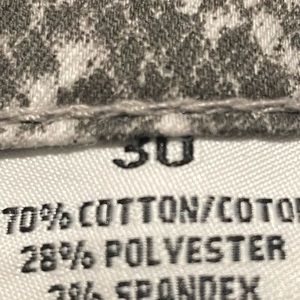 30
70% COTTON/COTO
28% POLYESTER
2% SPANDEX